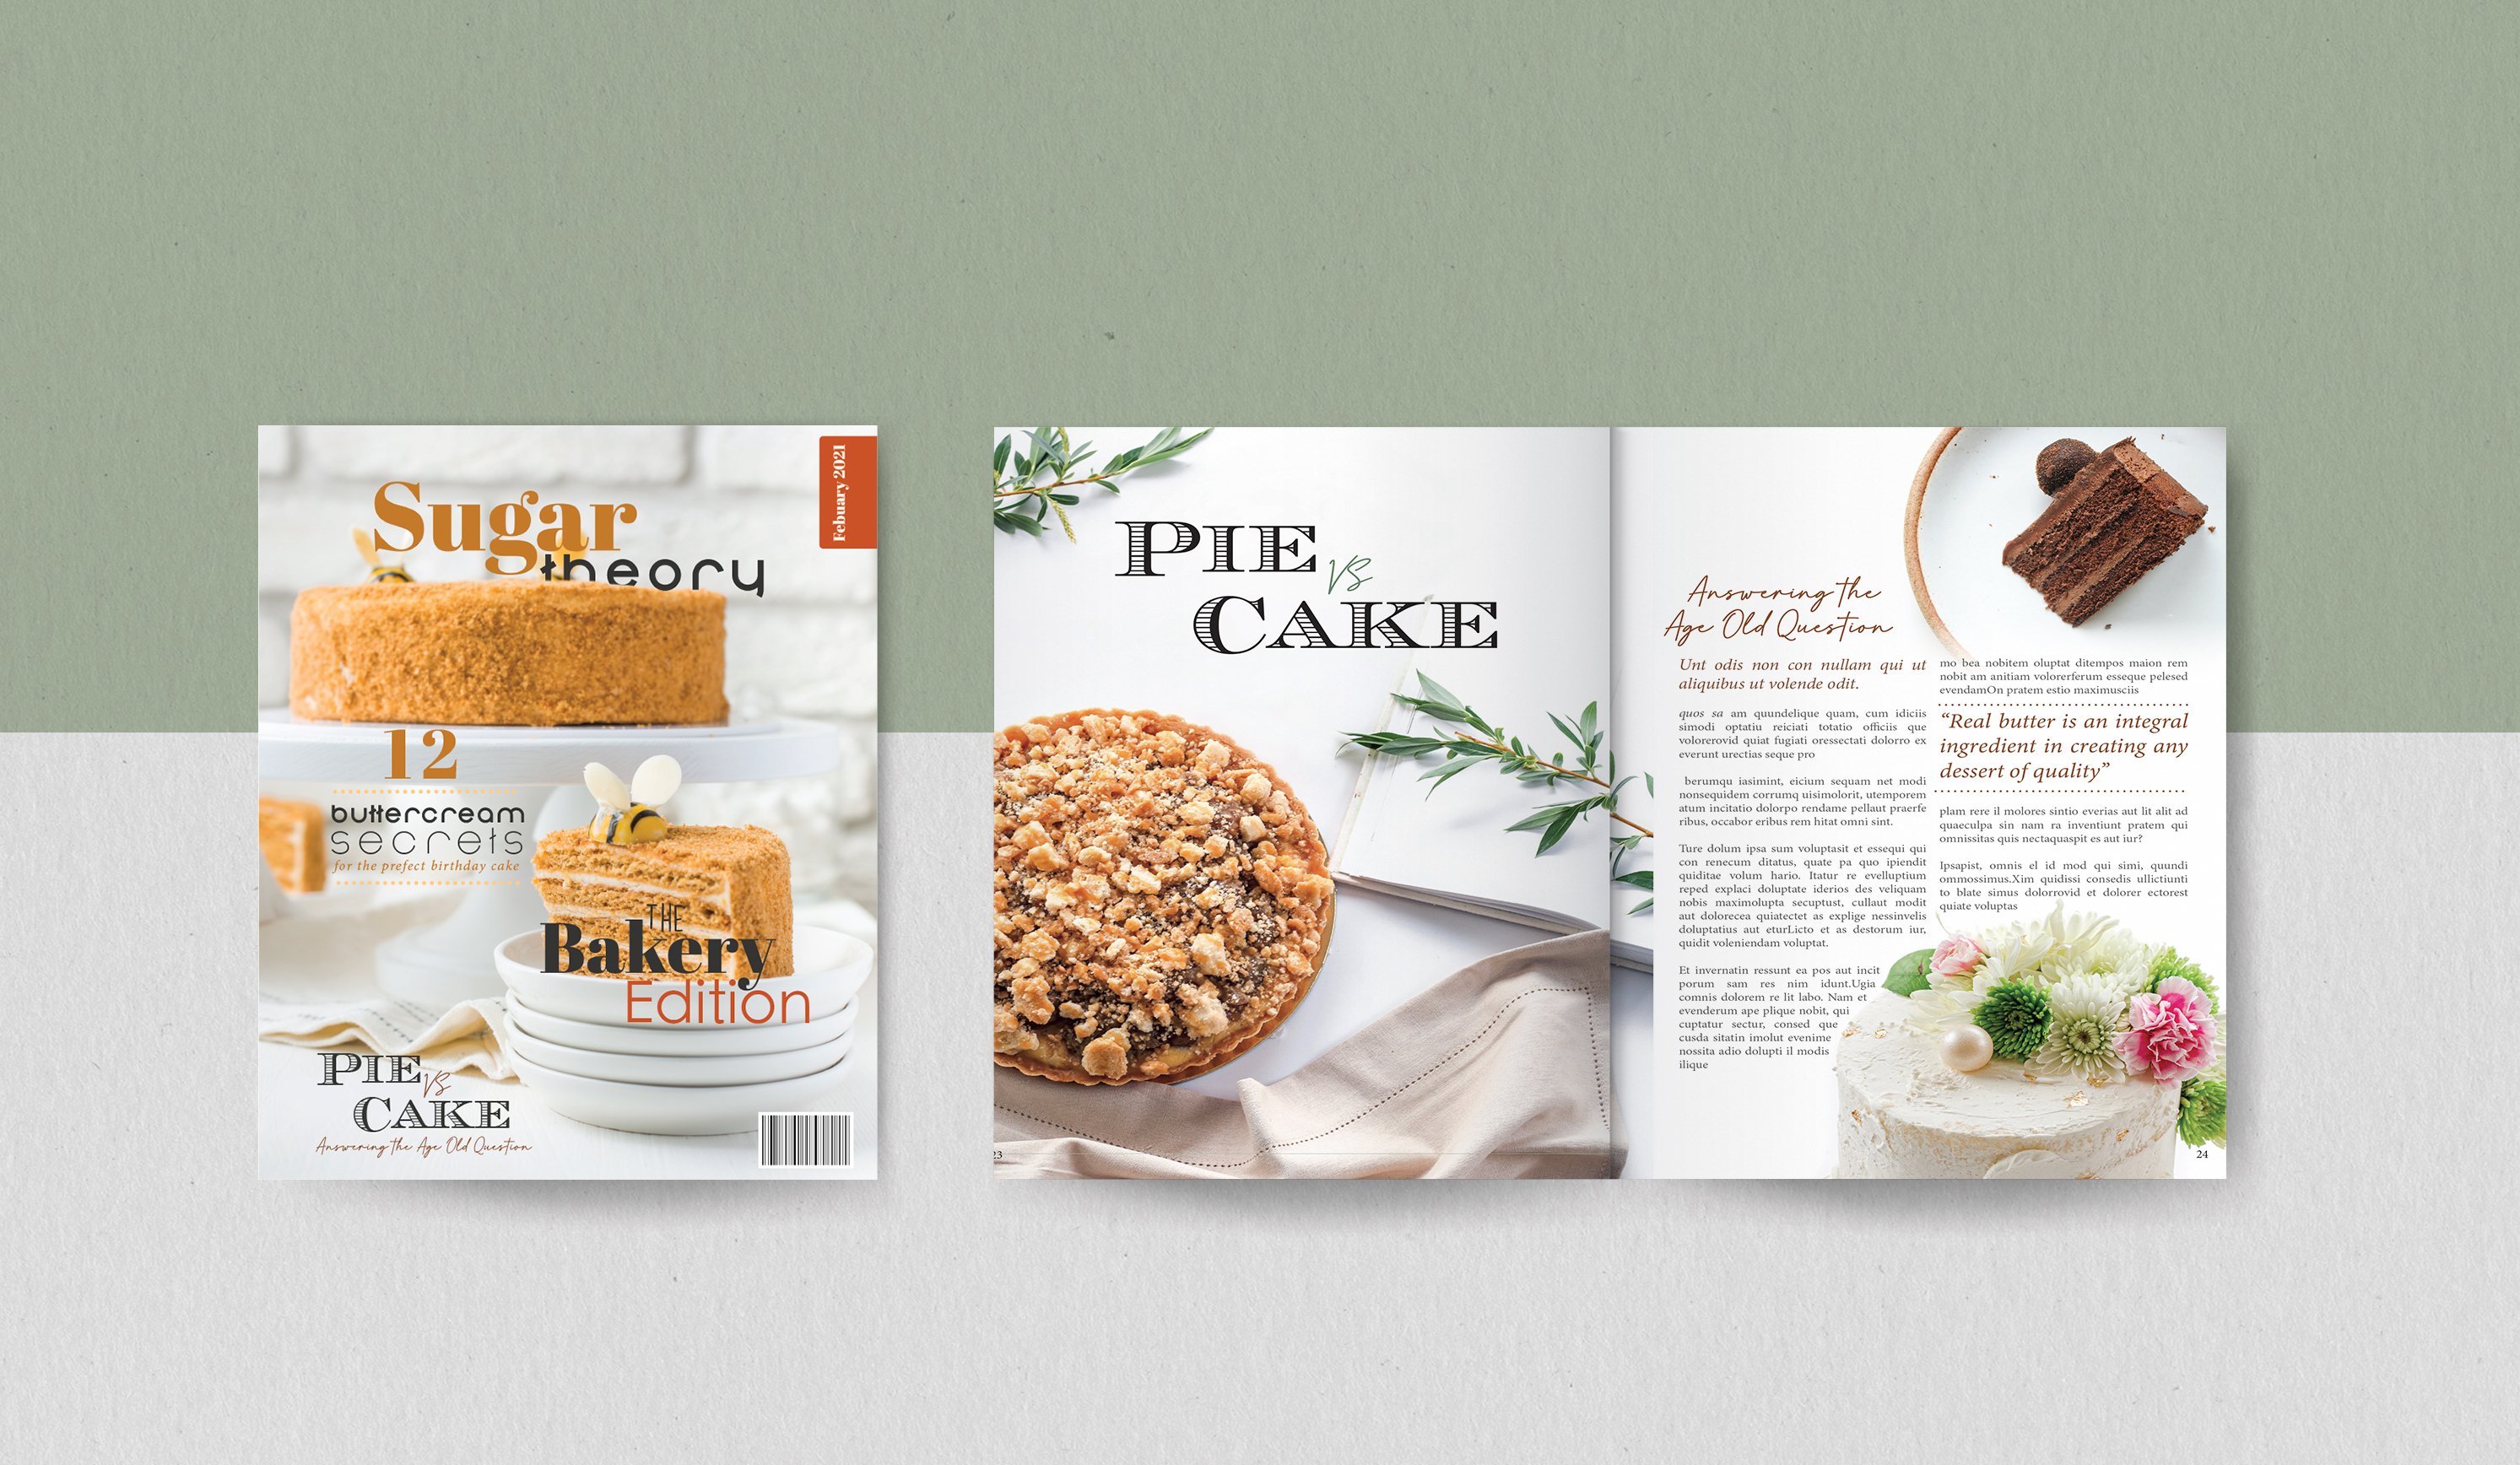 Sugar
theory
Febuary 2021
12
buttercream
secrets
for the prefect birthday cake
THE
Bakery
Edition
PIE
VS
CAKE
Answering the Age Old Question
PIE
VS
CAKE
23
Answering the
Age Old Question
Unt odis non con nullam qui ut
aliquibus ut volende odit.
quos sa am quundelique quam, cum idiciis
simodi optatiu reiciati totatio officiis que
volorerovid quiat fugiati oressectati dolorro ex
everunt urectias seque pro
berumqu iasimint, eicium sequam net modi
nonsequidem corrumq uisimolorit, utemporem
atum incitatio dolorpo rendame pellaut praerfe
ribus, occabor eribus rem hitat omni sint.
Ture dolum ipsa sum voluptasit et essequi qui
con renecum ditatus, quate pa quo ipiendit
quiditae volum hario. Itatur re evelluptium
reped explaci doluptate iderios des veliquam
nobis maximolupta secuptust, cullaut modit
aut dolorecea quiatectet as explige nessinvelis
doluptatius aut eturLicto et as destorum iur,
quidit voleniendam voluptat.
Et invernatin ressunt ea pos aut incit
porum sam res nim idunt.Ugia
comnis dolorem re lit labo. Nam et
evenderum ape plique nobit, qui
cuptatur sectur, consed que
cusda sitatin imolut evenime
nossita adio dolupti il modis
ilique
mo bea nobitem oluptat ditempos maion rem
nobit am anitiam volorerferum esseque pelesed
evendamOn pratem estio maximusciis
“Real butter is an integral
ingredient in creating any
dessert of quality”
plam rere il molores sintio everias aut lit alit ad
quaeculpa sin nam ra inventiunt pratem qui
omnissitas quis nectaquaspit es aut iur?
Ipsapist, omnis el id mod qui simi, quundi
ommossimus.Xim quidissi consedis ullictiunti
to blate simus dolorrovid et dolorer ectorest
quiate voluptas
24